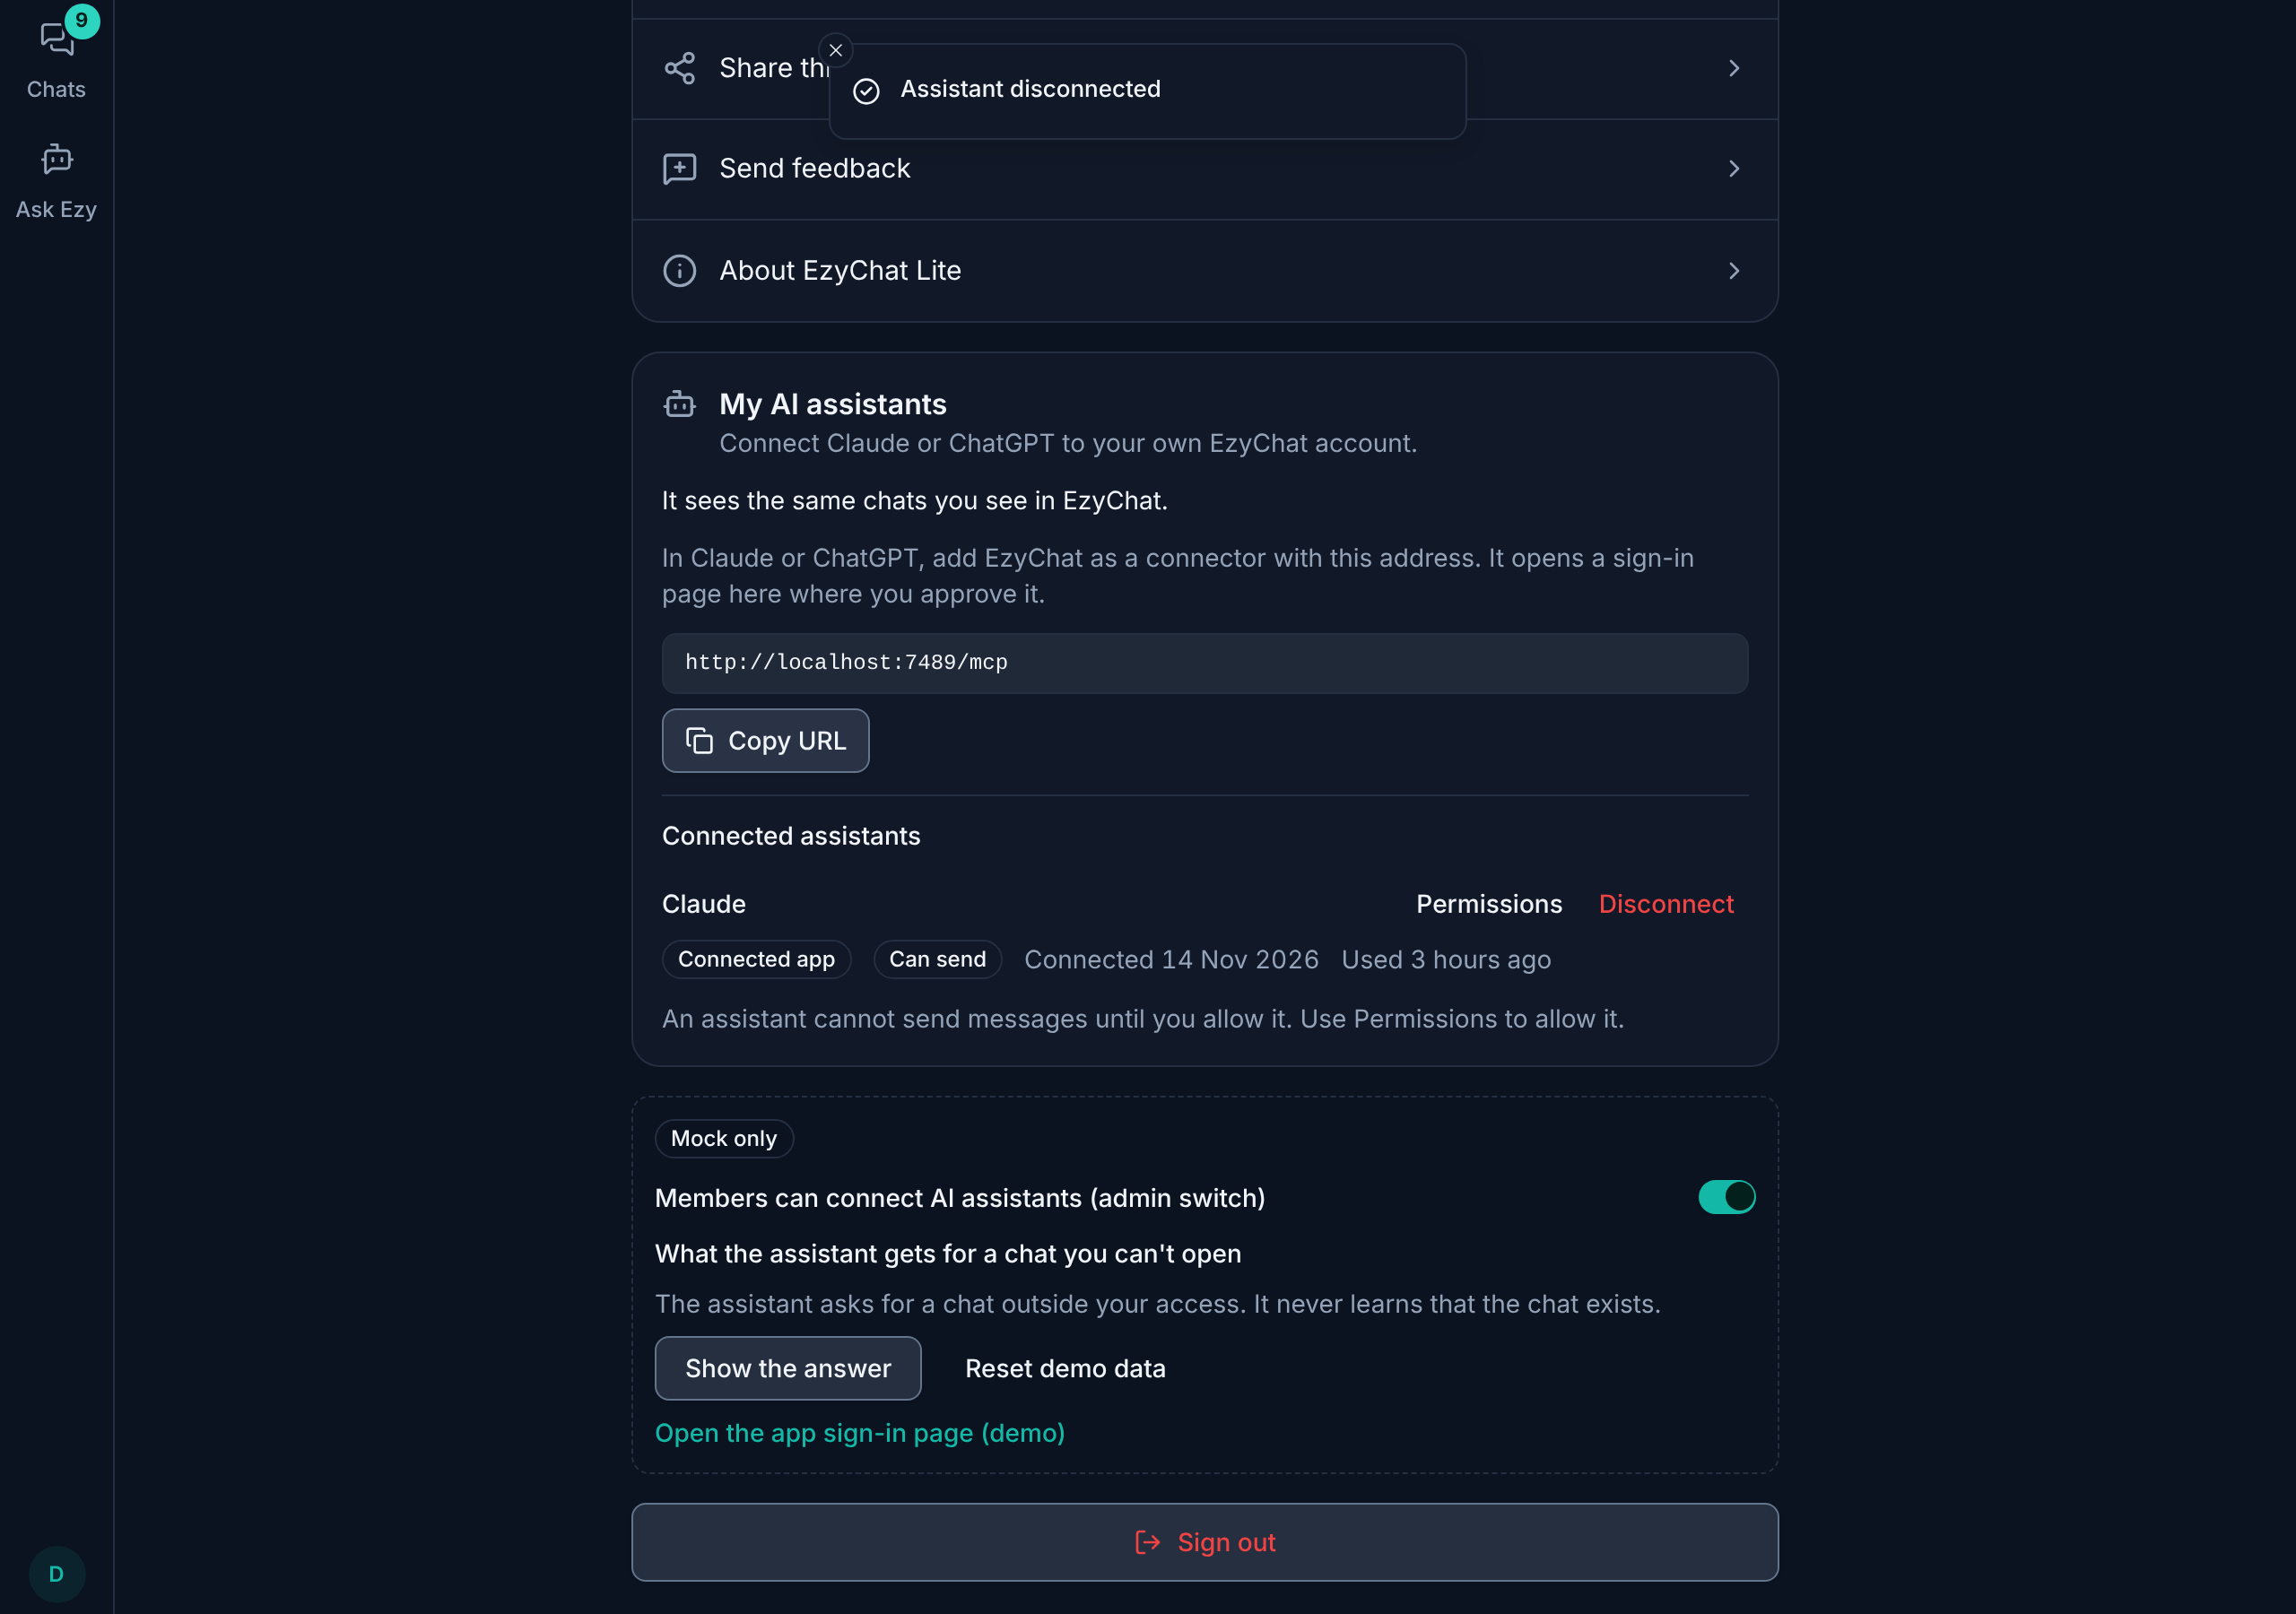 9
Chats
Ask Ezy
Share
Assistant disconnected
Send feedback
About EzyChat Lite
My AI assistants
Connect Claude or ChatGPT to your own EzyChat account.
It sees the same chats you see in EzyChat.
In Claude or ChatGPT, add EzyChat as a connector with this address. It opens a sign-in
page here where you approve it.
http://localhost:7489/mcp
Copy URL
Connected assistants
Claude
Permissions
Disconnect
Connected app
Can send
Connected 14 Nov 2026
Used 3 hours ago
An assistant cannot send messages until you allow it. Use Permissions to allow it.
Mock only
Members can connect AI assistants (admin switch)
What the assistant gets for a chat you can't open
The assistant asks for a chat outside your access. It never learns that the chat exists.
Show the answer
Reset demo data
Open the app sign-in page (demo)
Sign out
D